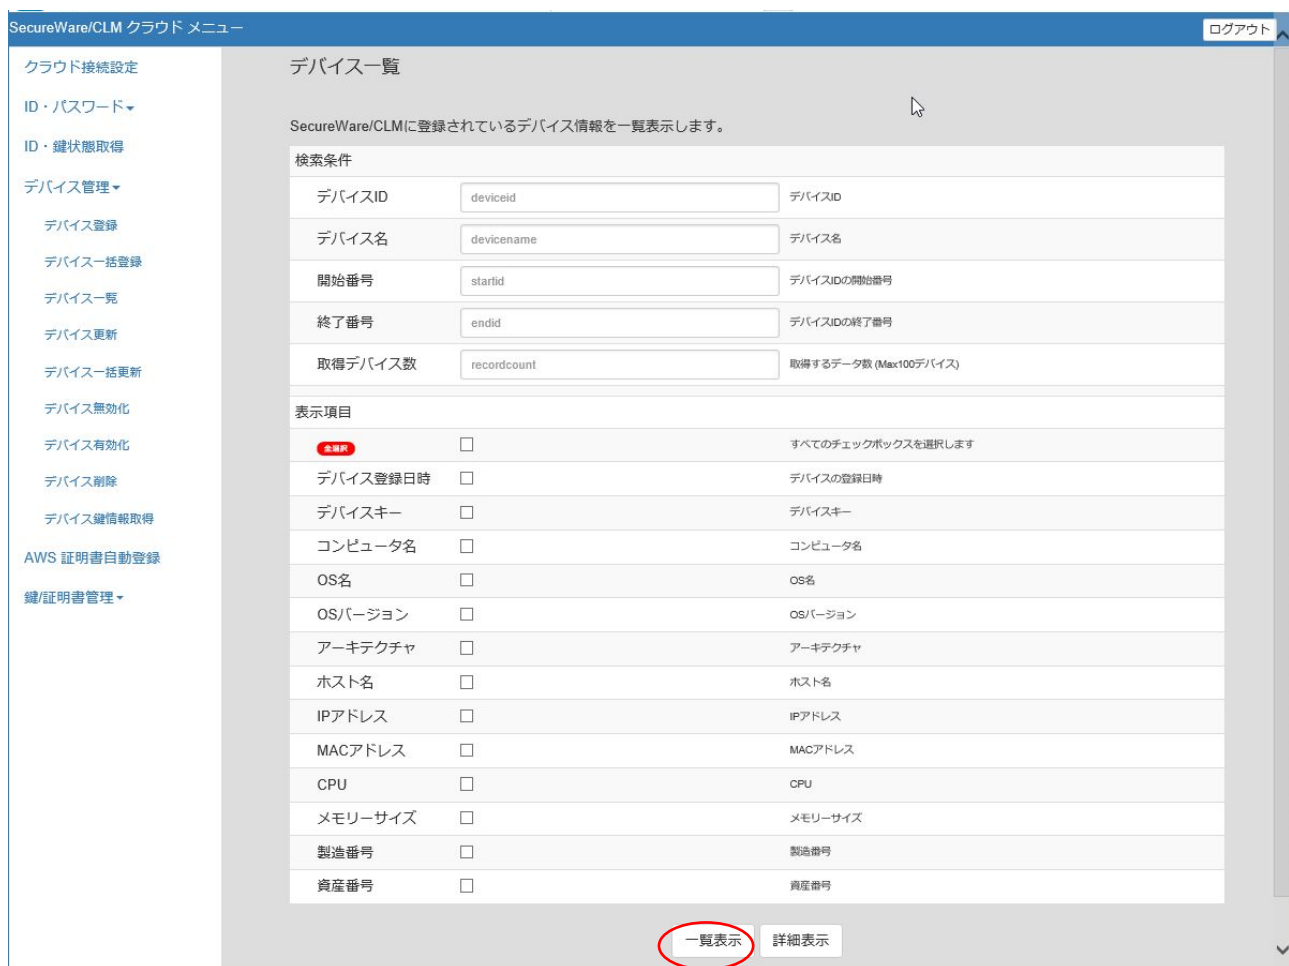 SecureWare/CLM クラウド メニュー
ログアウト
クラウド接続設定
ID・パスワード
ID・鍵状態取得
デバイス管理
デバイス登録
デバイス一括登録
デバイス一覧
デバイス更新
デバイス一括更新
デバイス無効化
デバイス有効化
デバイス削除
デバイス鍵情報取得
AWS 証明書自動登録
鍵/証明書管理
デバイス一覧
SecureWare/CLMに登録されているデバイス情報を一覧表示します。
検索条件
デバイスID deviceid デバイスID
デバイス名 devicename デバイス名
開始番号 startid デバイスIDの開始番号
終了番号 endid デバイスIDの終了番号
取得デバイス数 recordcount 取得するデータ数 (Max100デバイス)
表示項目
全選択 すべてのチェックボックスを選択します
デバイス登録日時 デバイスの登録日時
デバイスキー デバイスキー
コンピュータ名 コンピュータ名
OS名 OS名
OSバージョン OSバージョン
アーキテクチャ アーキテクチャ
ホスト名 ホスト名
IPアドレス IPアドレス
MACアドレス MACアドレス
CPU CPU
メモリーサイズ メモリーサイズ
製造番号 製造番号
資産番号 資産番号
一覧表示 詳細表示